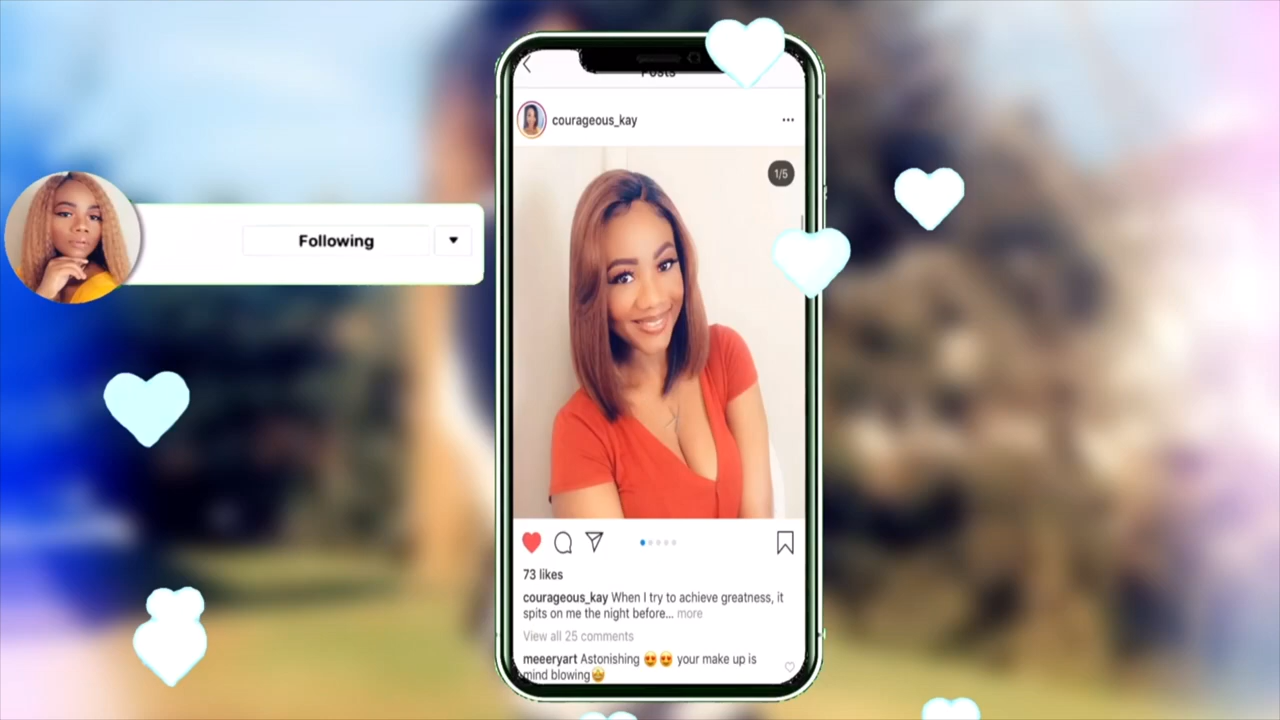 Posts
courageous_kay
1/5
Following
73 likes
courageous_kay When I try to achieve greatness, it
spits on me the night before... more
View all 25 comments
meeeryart Astonishing 😍😍 your make up is
mind blowing🤩